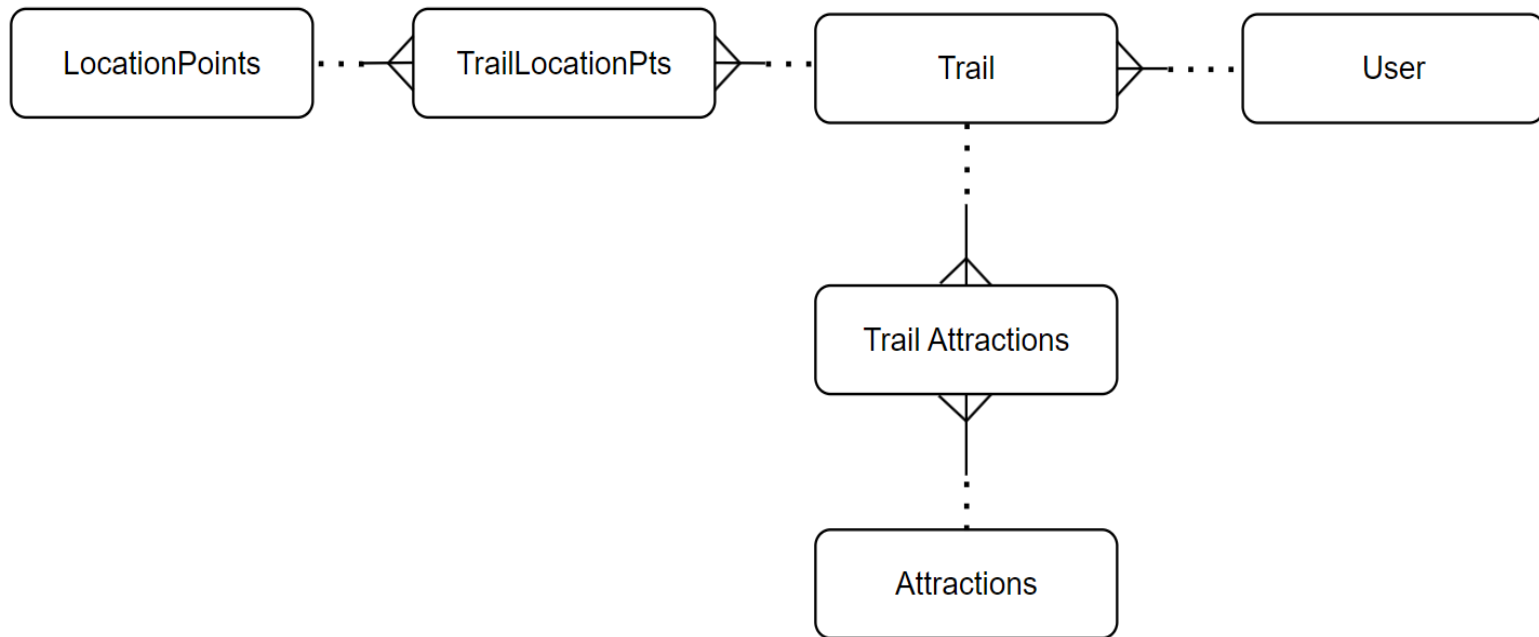 LocationPoints
TrailLocationPts
Trail
User
Trail Attractions
Attractions